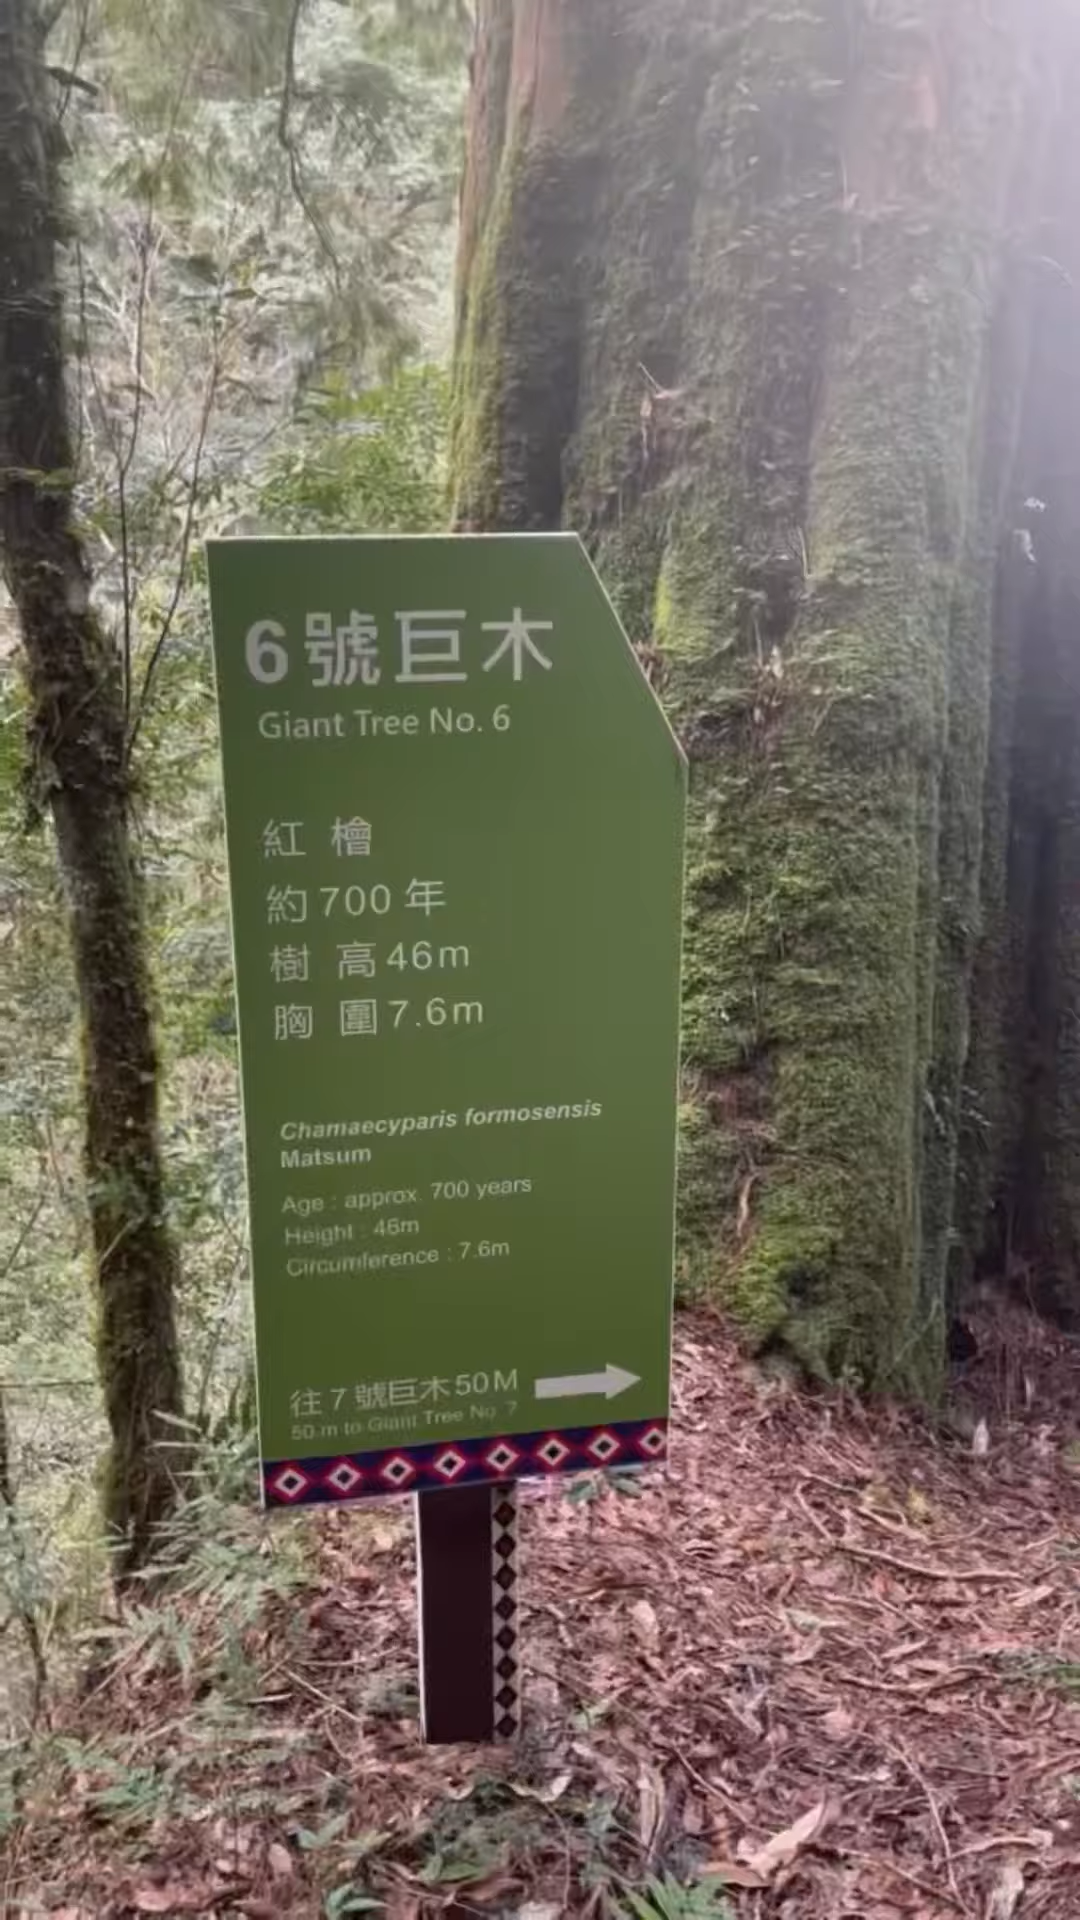 6號巨木
Giant Tree No. 6
紅 檜
約700年
樹 高46m
胸 圍7.6m
Chamaecyparis formosensis
Matsum
Age : approx. 700 years
Height : 46m
Circumference : 7.6m
往7號巨木50M
50 m to Giant Tree No. 7